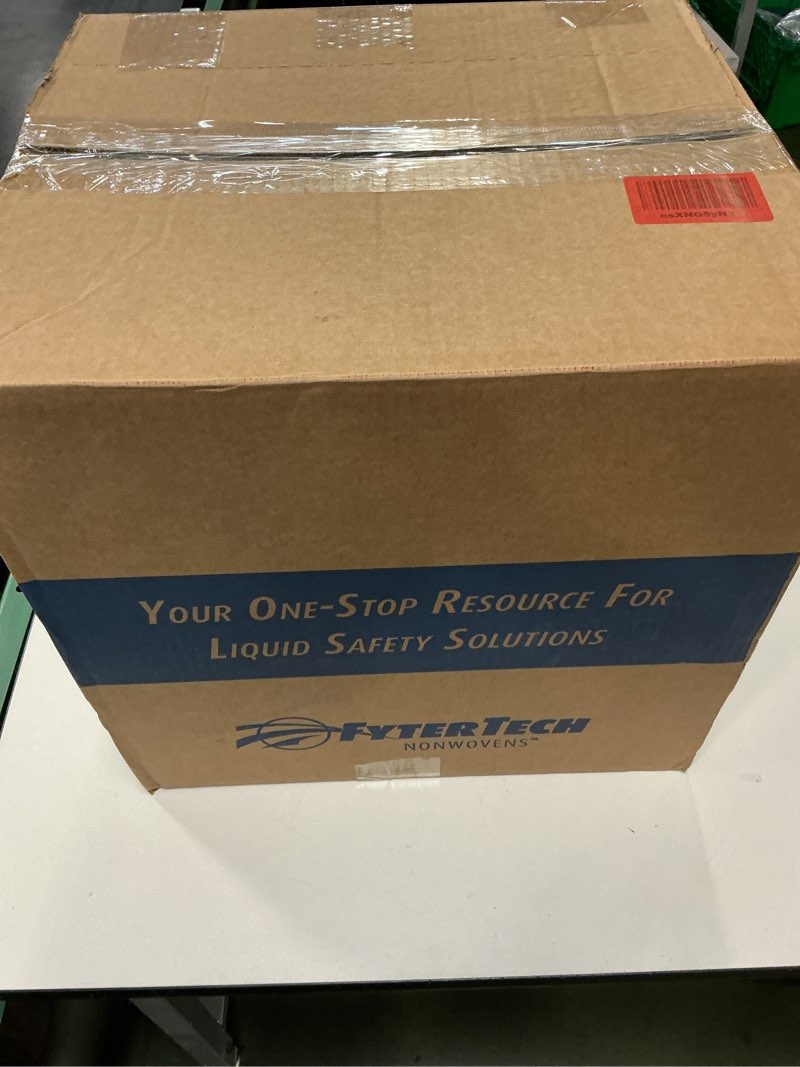 YOUR ONE-STOP RESOURCE FOR
LIQUID SAFETY SOLUTIONS
FYTERTECH
NONWOVENS™